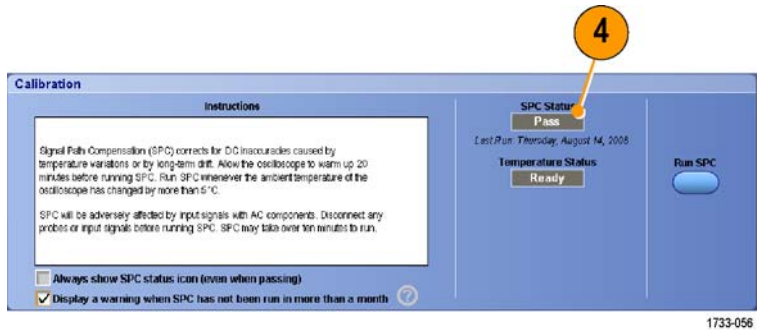 4
Calibration
Instructions
Signal Path Compensation (SPC) corrects for DC inaccuracies caused by
temperature variations or by long-term drift. Allow the oscilloscope to warm up 20
minutes before running SPC. Run SPC whenever the ambient temperature of the
oscilloscope has changed by more than 5 °C.
SPC will be adversely affected by input signals with AC components. Disconnect any
probes or input signals before running SPC. SPC may take over ten minutes to run.
Always show SPC status icon (even when passing)
Display a warning when SPC has not been run in more than a month ?
SPC Status
Pass
Last Run: Thursday, August 14, 2008
Temperature Status
Ready
Run SPC
1733-056